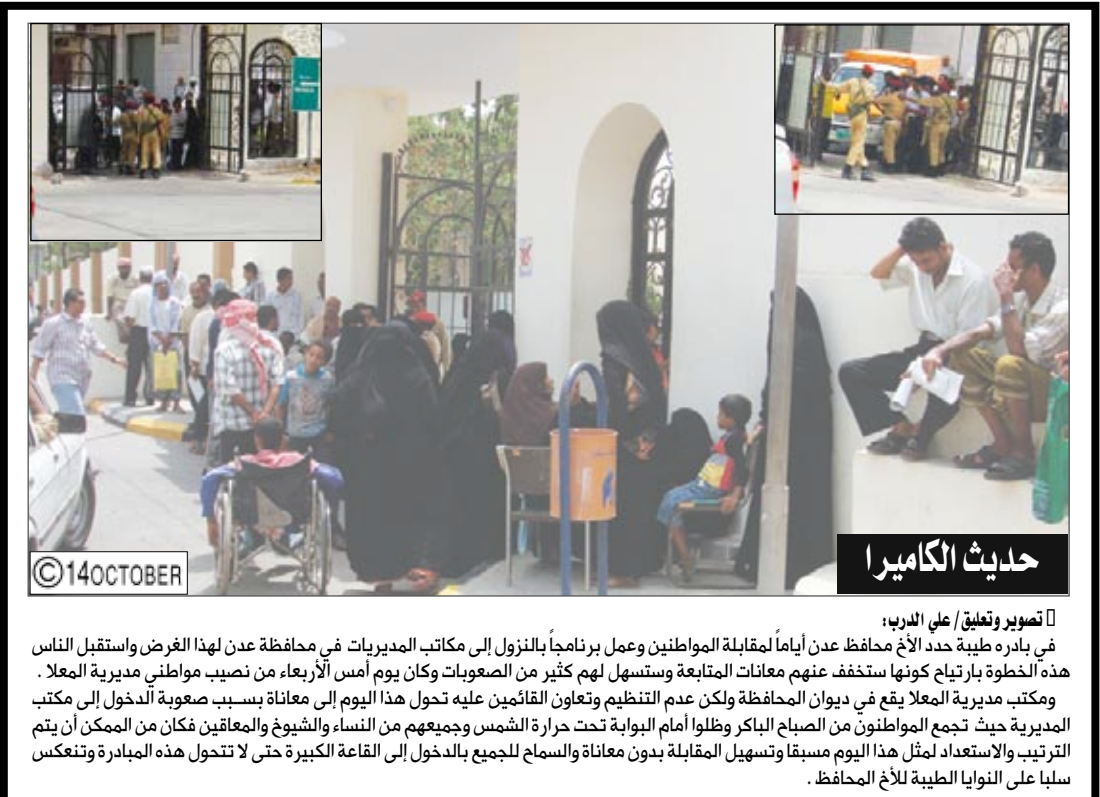 ©14OCTOBER
حديث الكاميرا
تصوير وتعليق/ علي الدرب:
في بادره طيبة حدد الأخ محافظ عدن أياماً لمقابلة المواطنين وعمل برنامجاً بالنزول إلى مكاتب المديريات في محافظة عدن لهذا الغرض واستقبل الناس
هذه الخطوة بارتياح كونها ستخفف عنهم معانات المتابعة وستسهل لهم كثير من الصعوبات وكان يوم أمس الأربعاء من نصيب مواطني مديرية المعلا .
ومكتب مديرية المعلا يقع في ديوان المحافظة ولكن عدم التنظيم وتعاون القائمين عليه تحول هذا اليوم إلى معاناة بسبب صعوبة الدخول إلى مكتب
المديرية حيث تجمع المواطنون من الصباح الباكر وظلوا أمام البوابة تحت حرارة الشمس وجميعهم من النساء والشيوخ والمعاقين فكان من الممكن أن يتم
الترتيب والاستعداد لمثل هذا اليوم مسبقا وتسهيل المقابلة بدون معاناة والسماح للجميع بالدخول إلى القاعة الكبيرة حتى لا تتحول هذه المبادرة وتنعكس
سلبا على النوايا الطيبة للأخ المحافظ .